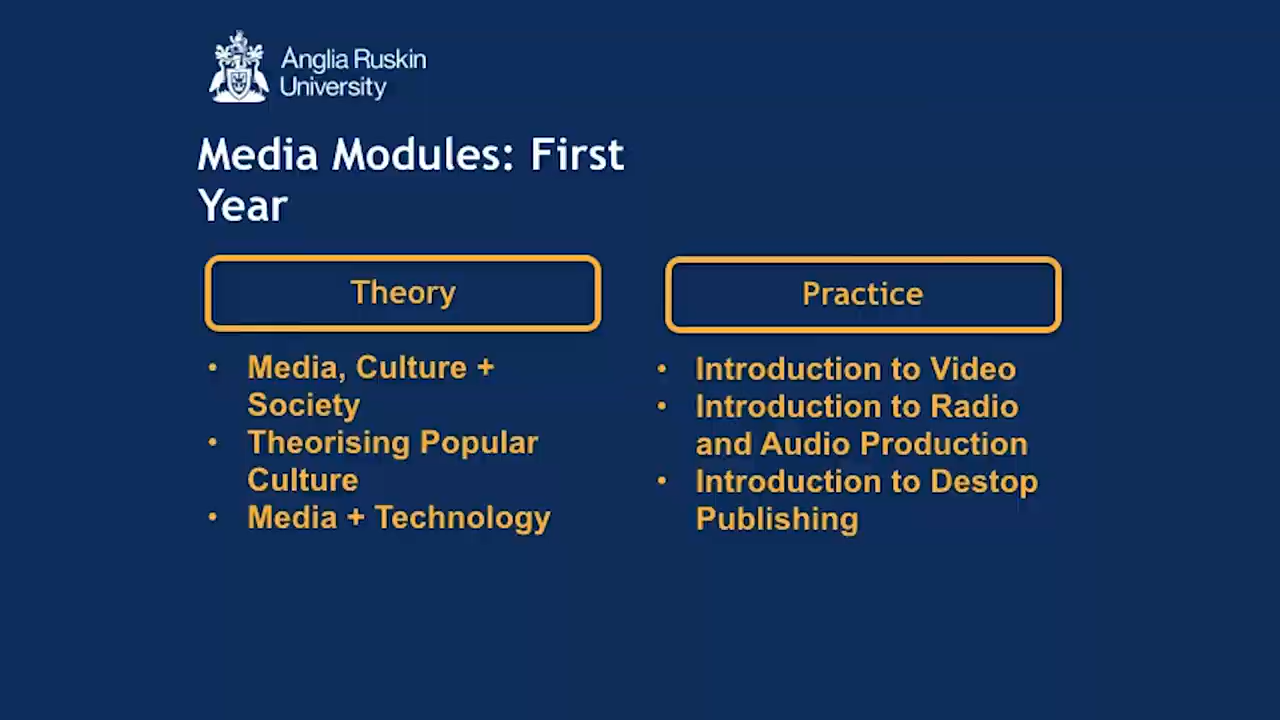 Anglia Ruskin
University
Media Modules: First
Year
Theory
• Media, Culture +
Society
• Theorising Popular
Culture
• Media + Technology
Practice
• Introduction to Video
• Introduction to Radio
and Audio Production
• Introduction to Destop
Publishing